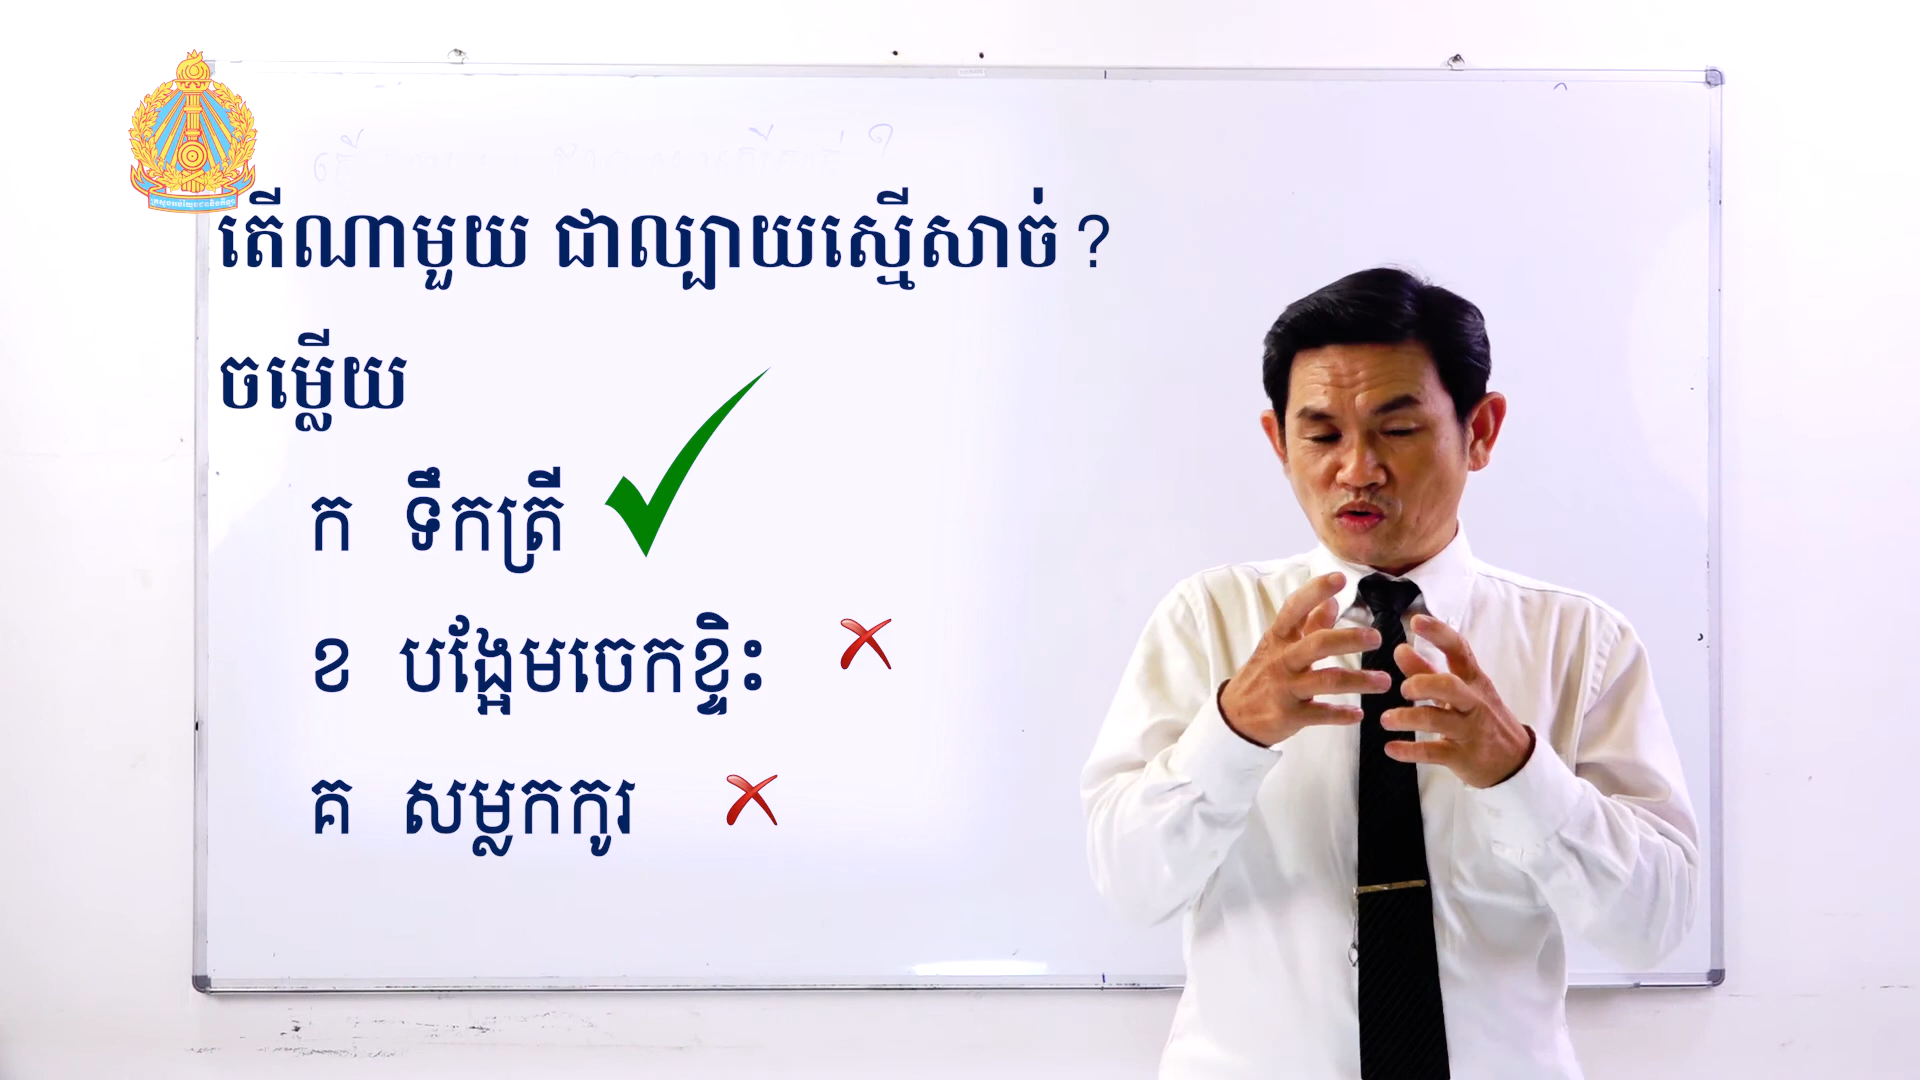 តើណាមួយ ជាល្បាយស្មើសាច់ ?
ចម្លើយ
ក ទឹកត្រី
ខ បង្អែមចេកខ្ទិះ
គ សម្លកកូរ